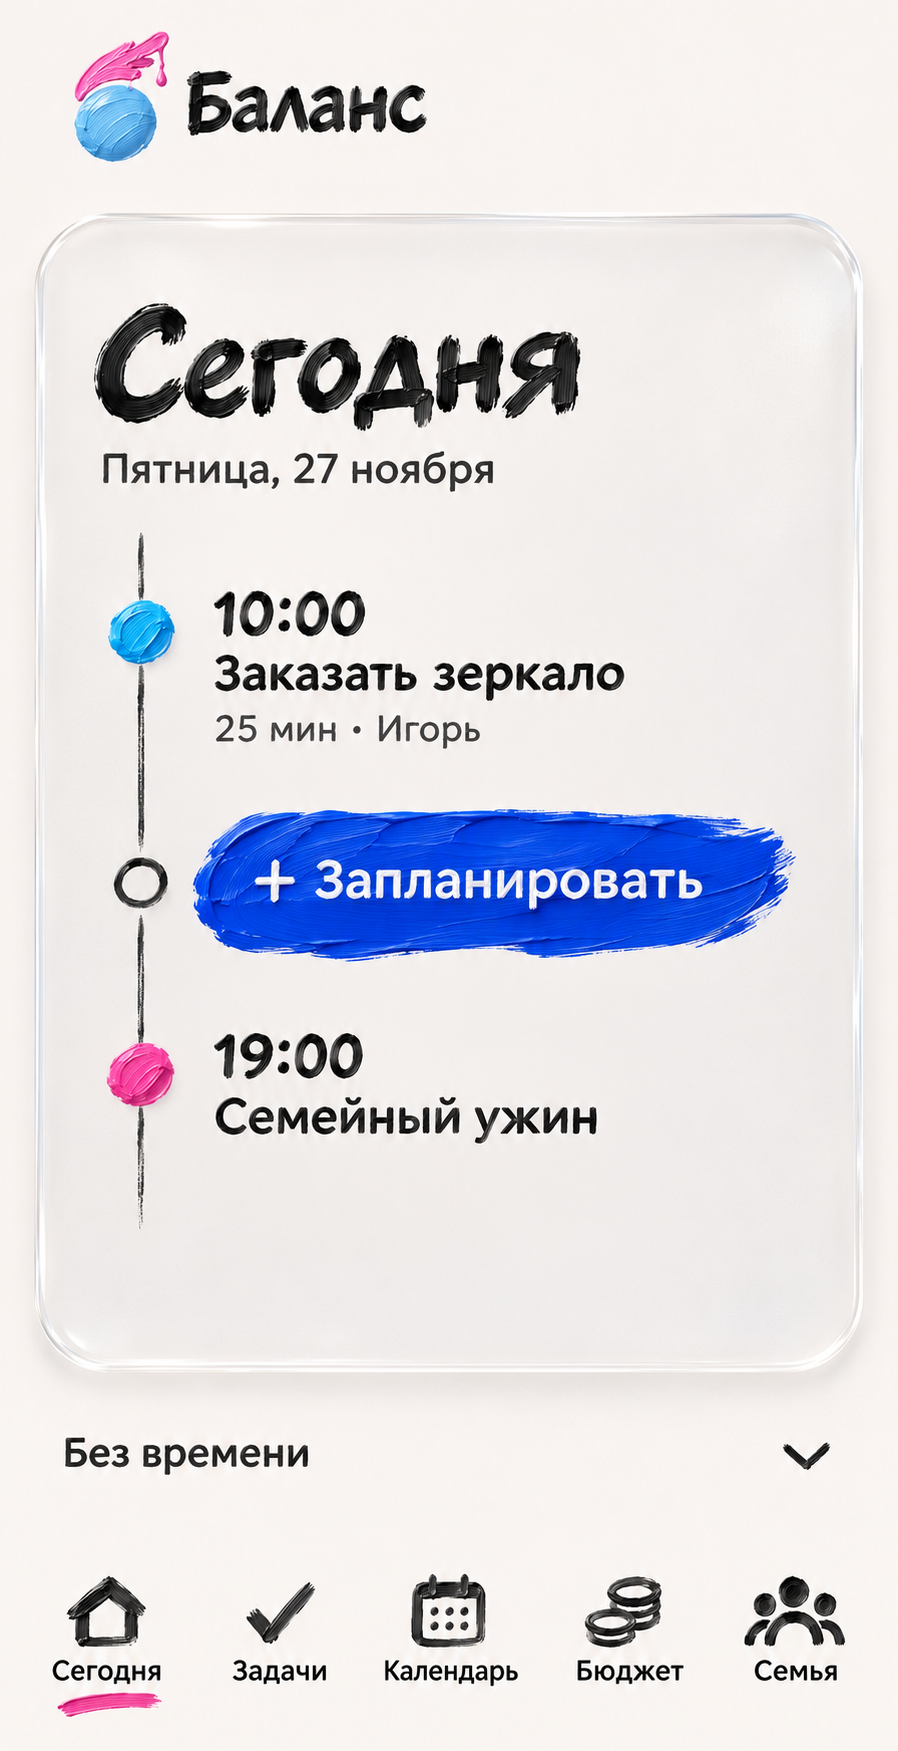 Баланс
Сегодня
Пятница, 27 ноября
10:00
Заказать зеркало
25 мин • Игорь
+ Запланировать
19:00
Семейный ужин
Без времени
Сегодня
Задачи
Календарь
Бюджет
Семья